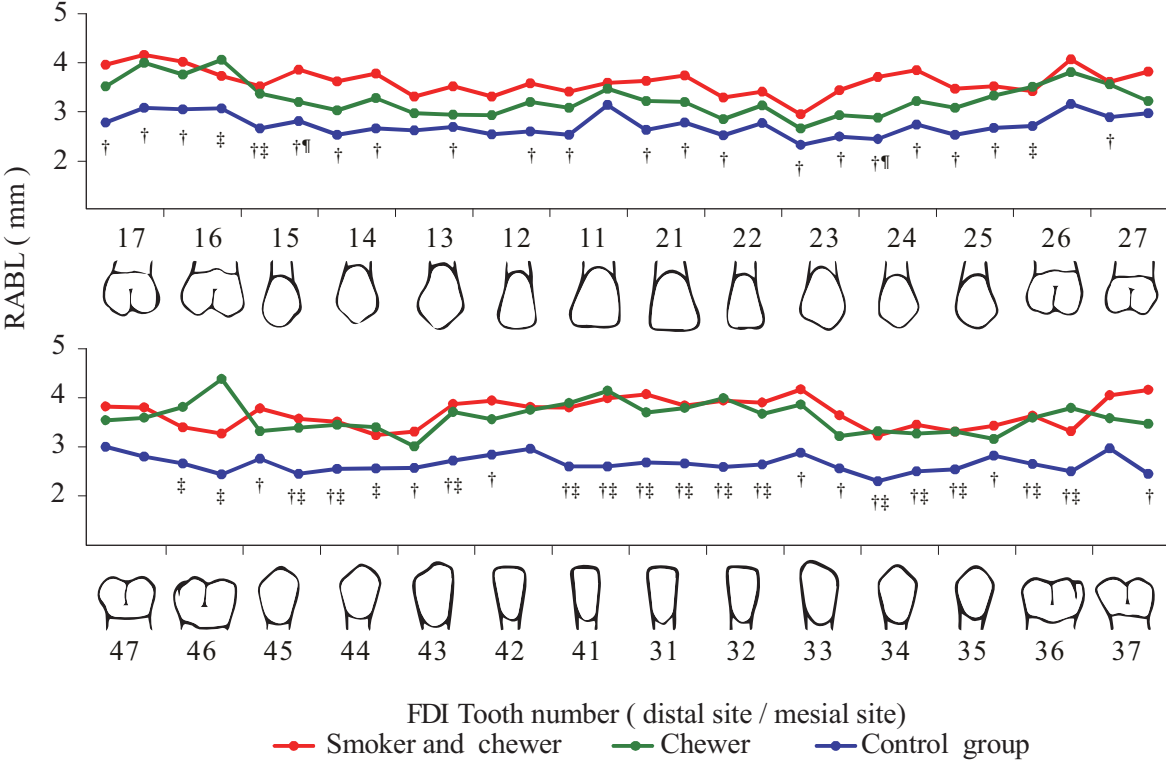 5
4
3
2
† † † ‡ †‡ †¶ † † † † † † † † † † †¶ † † † ‡ †
17 16 15 14 13 12 11 21 22 23 24 25 26 27
RABL ( mm )
5
4
3
2
‡ ‡ † †‡ †‡ ‡ † †‡ † †‡ †‡ †‡ †‡ †‡ †‡ † † †‡ †‡ †‡ † †‡ †‡ †
47 46 45 44 43 42 41 31 32 33 34 35 36 37
FDI Tooth number ( distal site / mesial site)
Smoker and chewer Chewer Control group